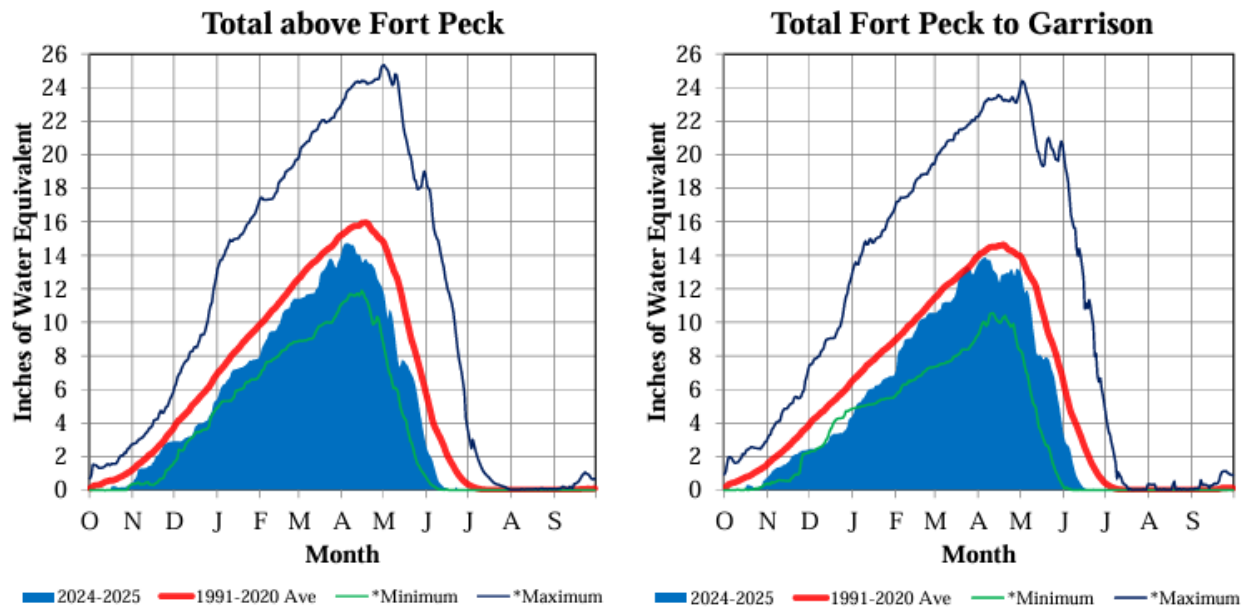 Total above Fort Peck
26
24
22
20
18
16
14
12
10
8
6
4
2
0
Inches of Water Equivalent
O N D J F M A M J J A S
Month
2024-2025 1991-2020 Ave *Minimum *Maximum
Total Fort Peck to Garrison
26
24
22
20
18
16
14
12
10
8
6
4
2
0
Inches of Water Equivalent
O N D J F M A M J J A S
Month
2024-2025 1991-2020 Ave *Minimum *Maximum